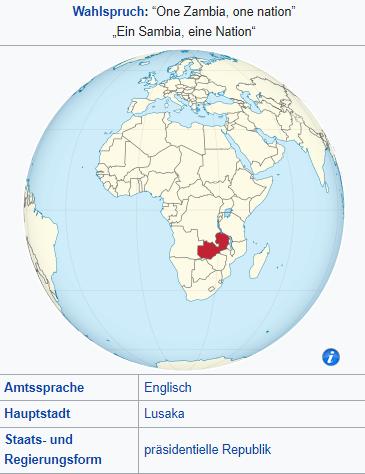 Wahlspruch: “One Zambia, one nation”
„Ein Sambia, eine Nation“
i
Amtssprache Englisch
Hauptstadt Lusaka
Staats- und
Regierungsform präsidentielle Republik